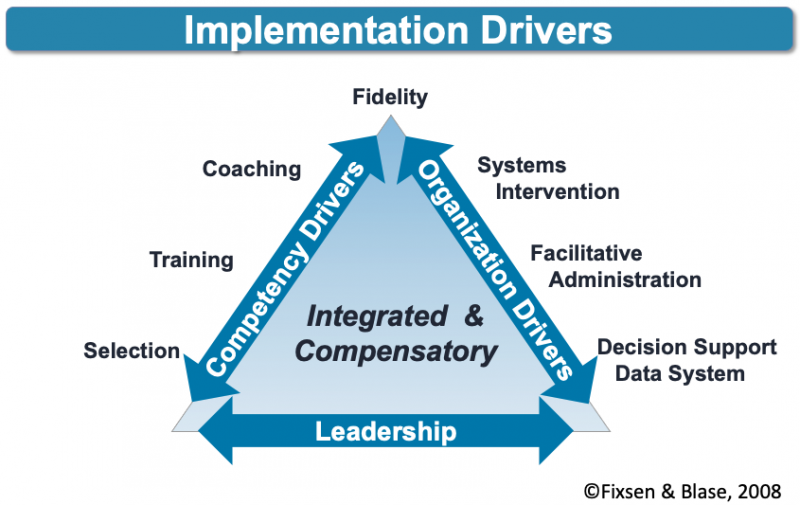 Implementation Drivers
Fidelity
Coaching
Training
Selection
Competency Drivers
Organization Drivers
Systems
Intervention
Facilitative
Administration
Decision Support
Data System
Integrated &
Compensatory
Leadership
©Fixsen & Blase, 2008